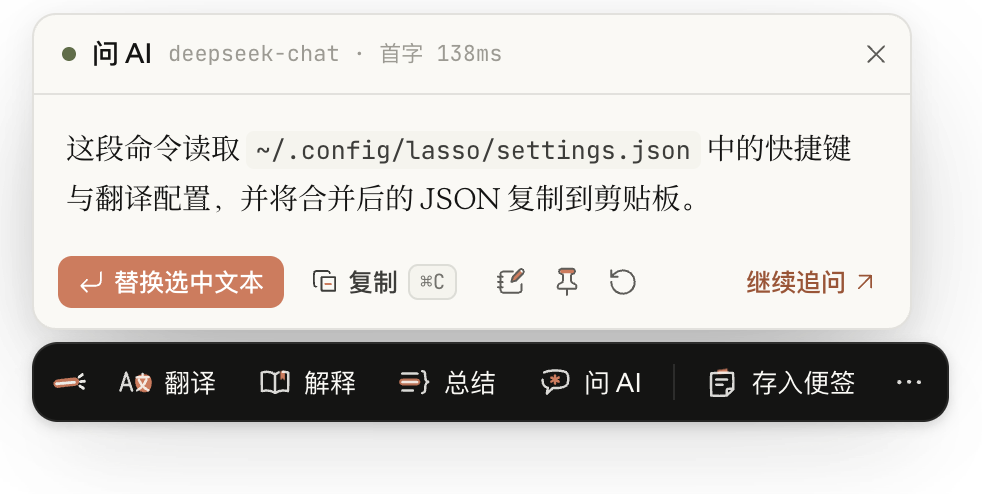 问 AI deepseek-chat · 首字 138ms
这段命令读取 ~/.config/lasso/settings.json 中的快捷键
与翻译配置，并将合并后的 JSON 复制到剪贴板。
替换选中文本 复制 ⌘C 继续追问
A文 翻译 解释 总结 问 AI 存入便签 ···